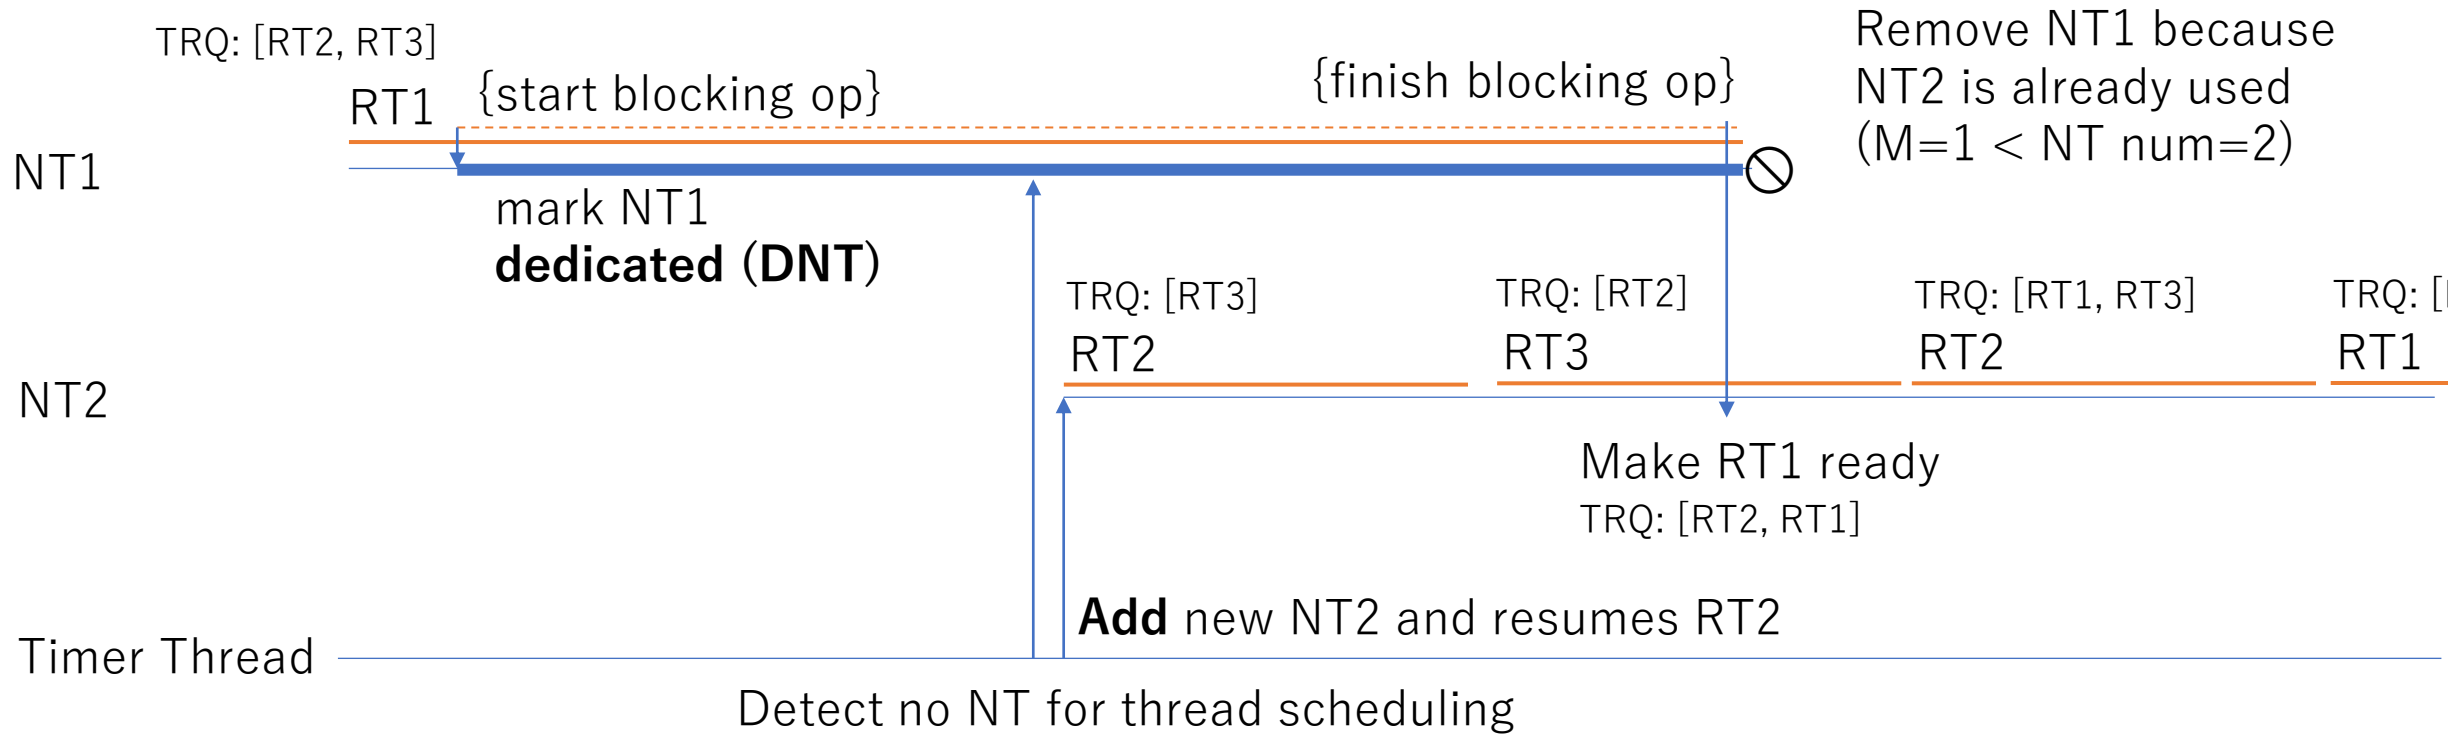 TRQ: [RT2, RT3]
RT1
{start blocking op}
{finish blocking op}
Remove NT1 because
NT2 is already used
(M=1 < NT num=2)
NT1
mark NT1
dedicated (DNT)
TRQ: [RT3]
RT2
TRQ: [RT2]
RT3
TRQ: [RT1, RT3]
RT2
TRQ: [
RT1
NT2
Make RT1 ready
TRQ: [RT2, RT1]
Add new NT2 and resumes RT2
Timer Thread
Detect no NT for thread scheduling